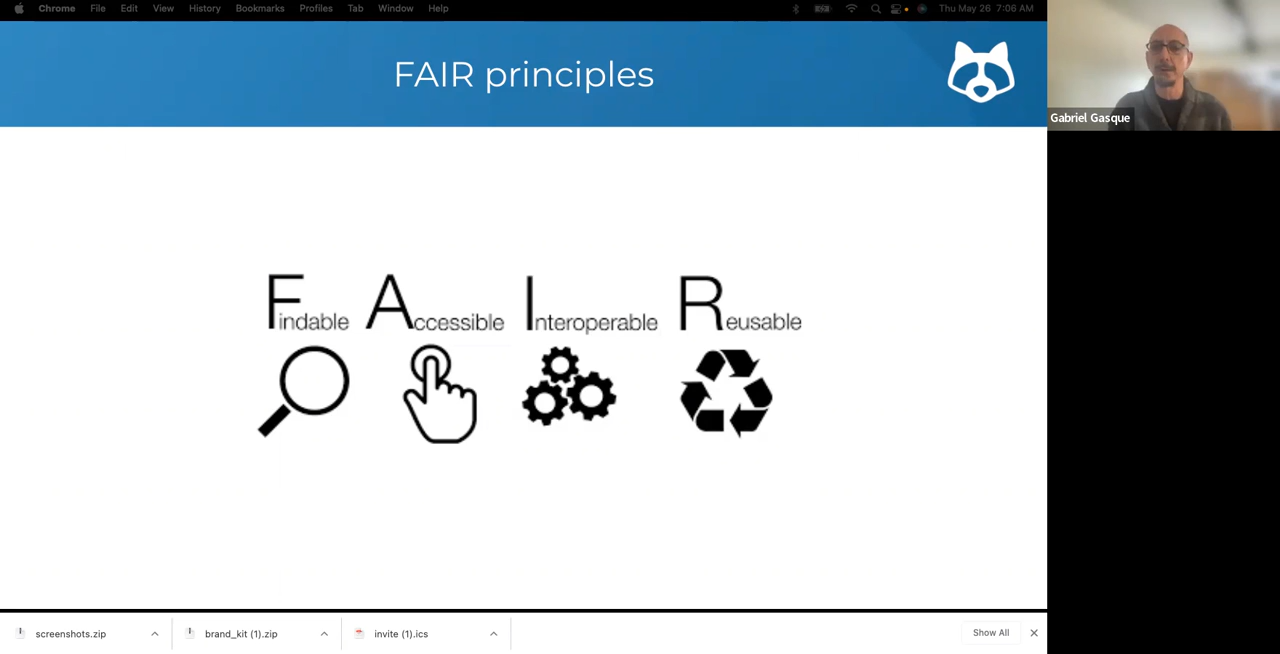 Chrome File Edit View History Bookmarks Profiles Tab Window Help Thu May 26 7:06 AM
FAIR principles
Gabriel Gasque
Findable Accessible Interoperable Reusable
screenshots.zip brand_kit (1).zip invite (1).ics Show All